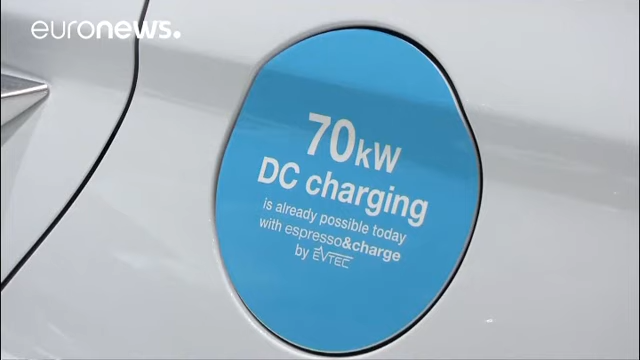 euronews.
70kW
DC charging
is already possible today
with espresso&charge
by EVTEC